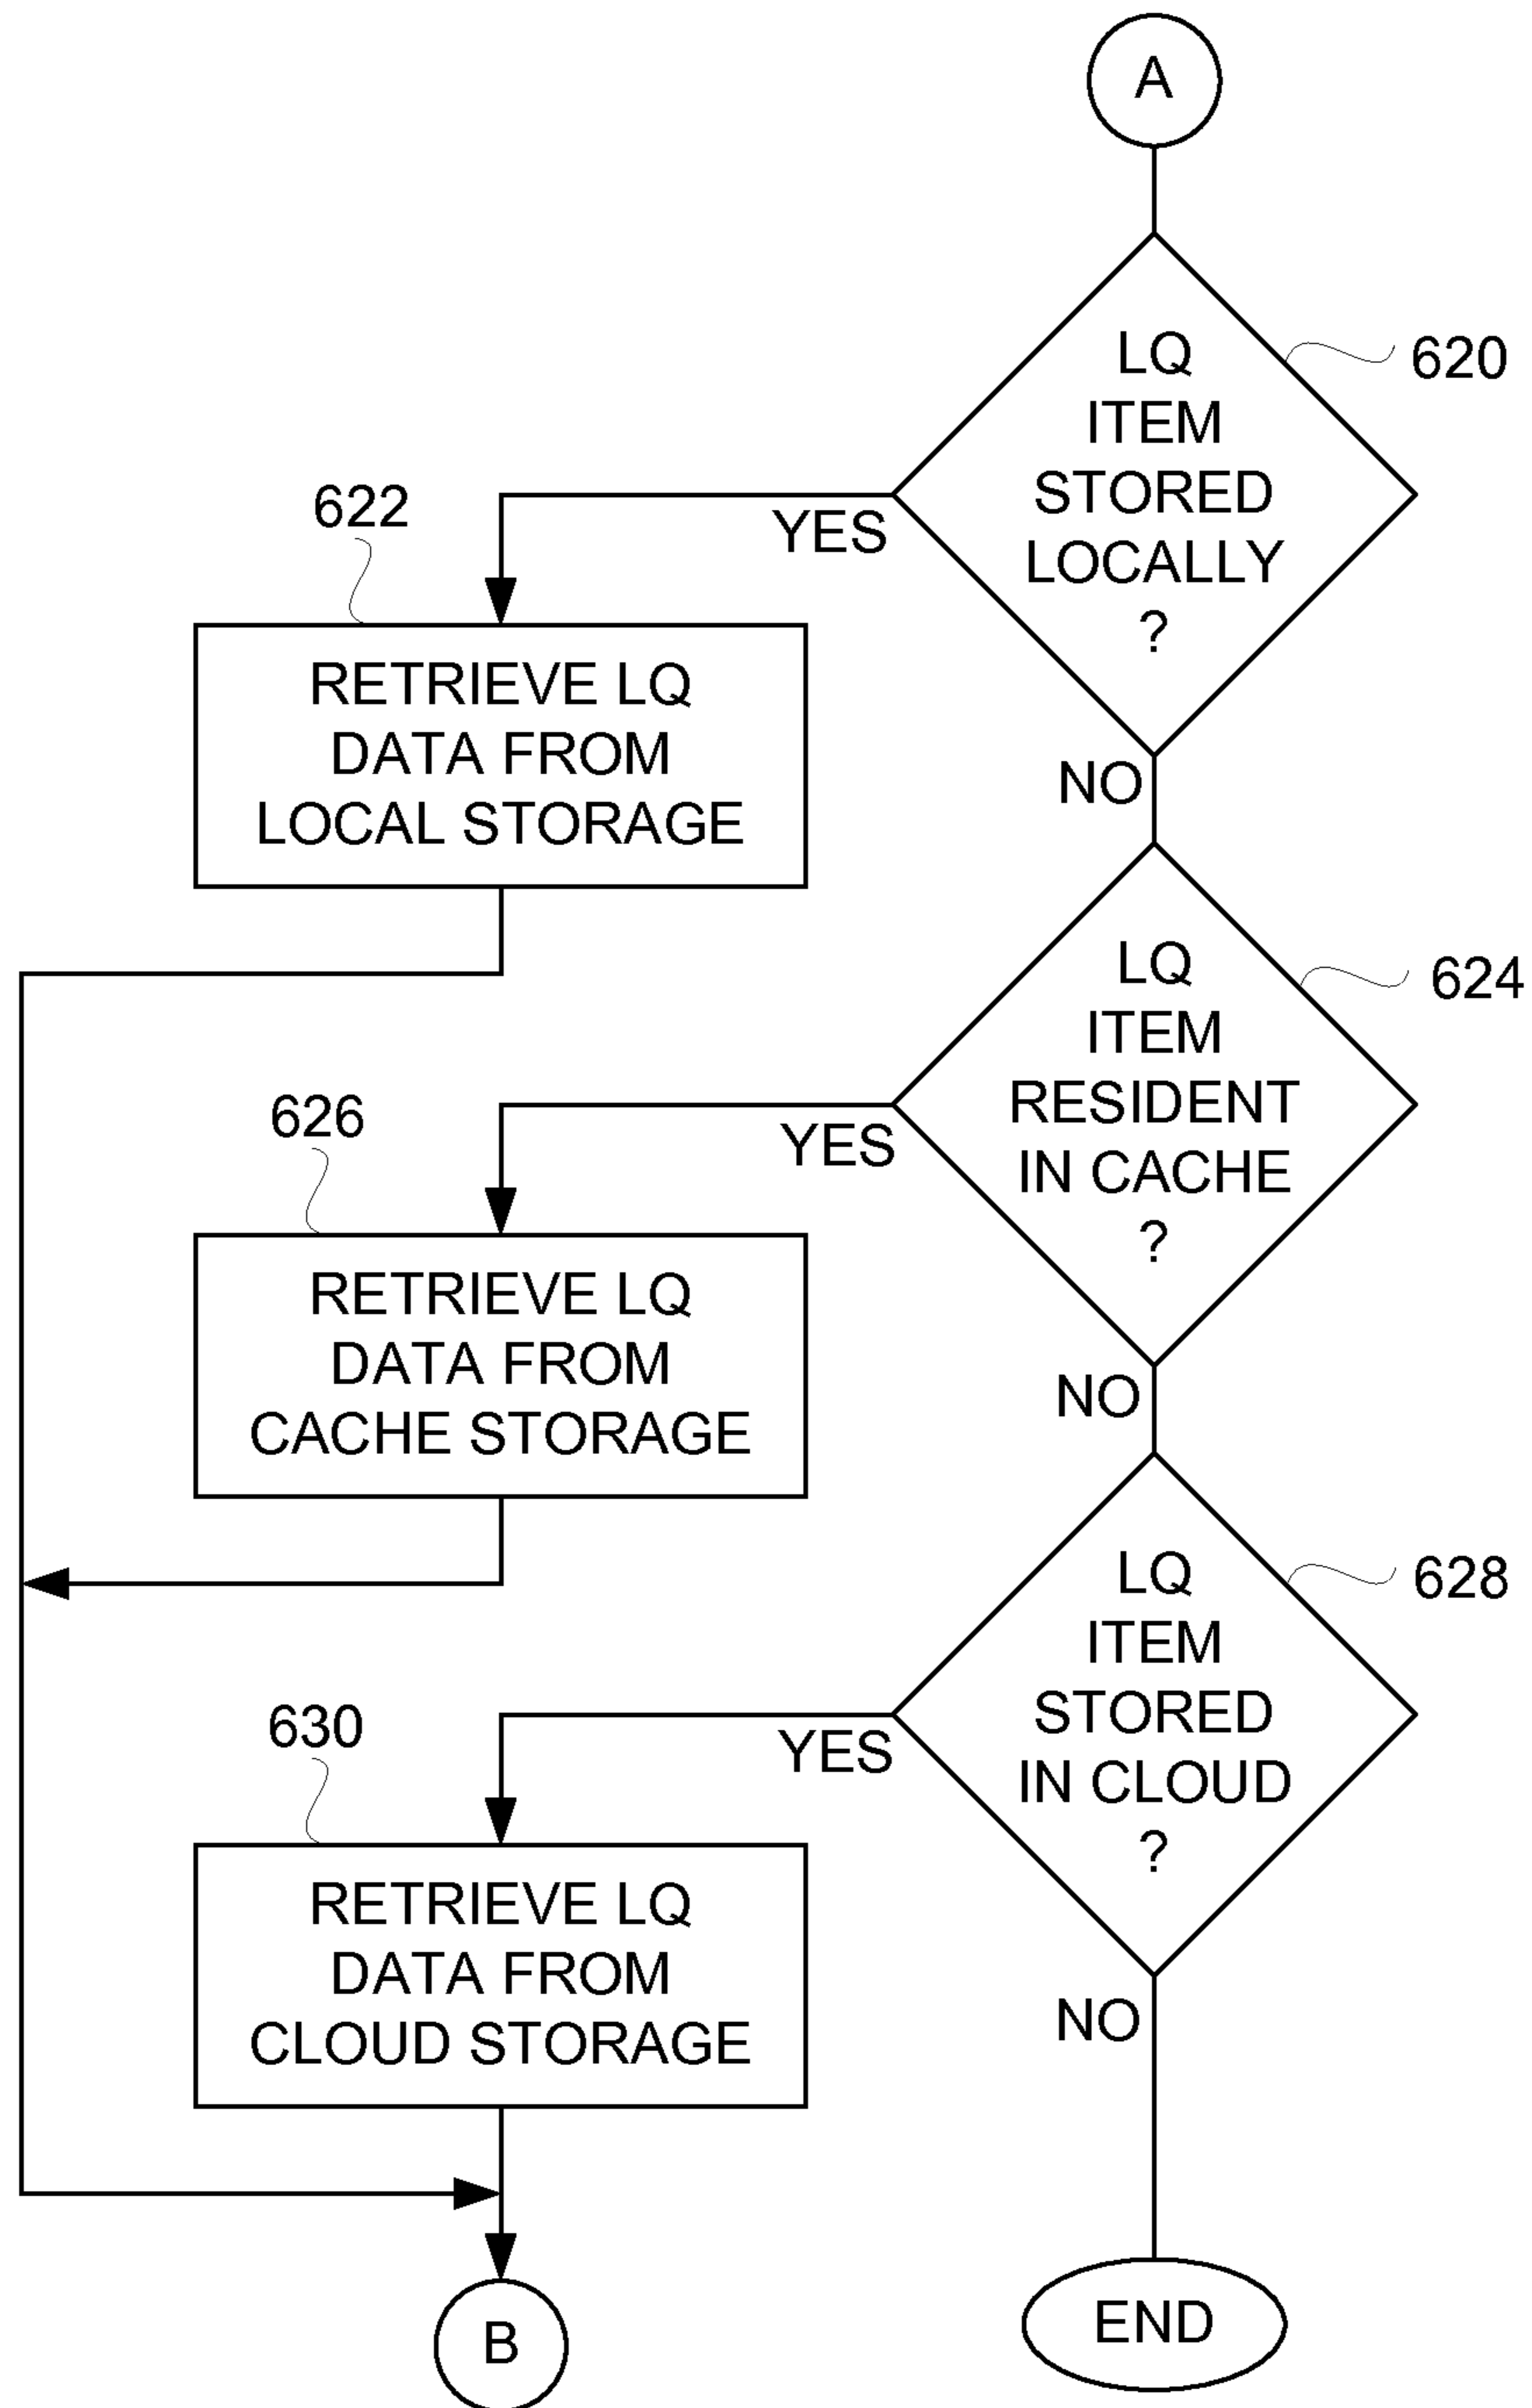 A
LQ
ITEM
STORED
LOCALLY
?
620
YES
622
RETRIEVE LQ
DATA FROM
LOCAL STORAGE
NO
LQ
ITEM
RESIDENT
IN CACHE
?
624
YES
626
RETRIEVE LQ
DATA FROM
CACHE STORAGE
NO
LQ
ITEM
STORED
IN CLOUD
?
628
YES
630
RETRIEVE LQ
DATA FROM
CLOUD STORAGE
NO
B
END